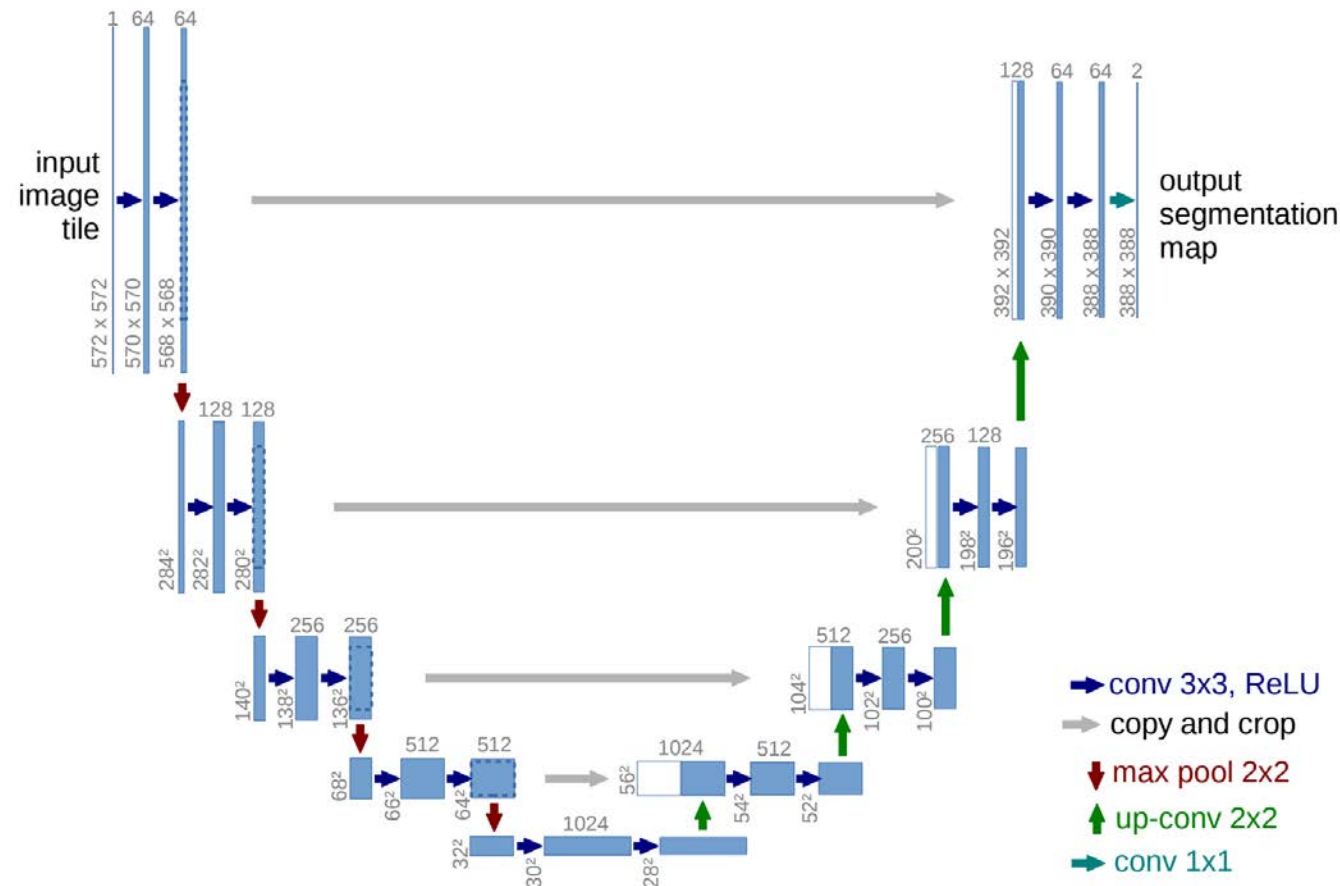 1 64 64
128 64 64 2
input
image
tile
output
segmentation
map
572 x 572
570 x 570
568 x 568
392 x 392
390 x 390
388 x 388
388 x 388
128 128
256 128
284²
282²
280²
200²
198²
196²
256 256
512 256
140²
138²
136²
104²
102²
100²
512 512
1024 512
68²
66²
64²
56²
54²
52²
1024
32²
30²
28²
conv 3x3, ReLU
copy and crop
max pool 2x2
up-conv 2x2
conv 1x1